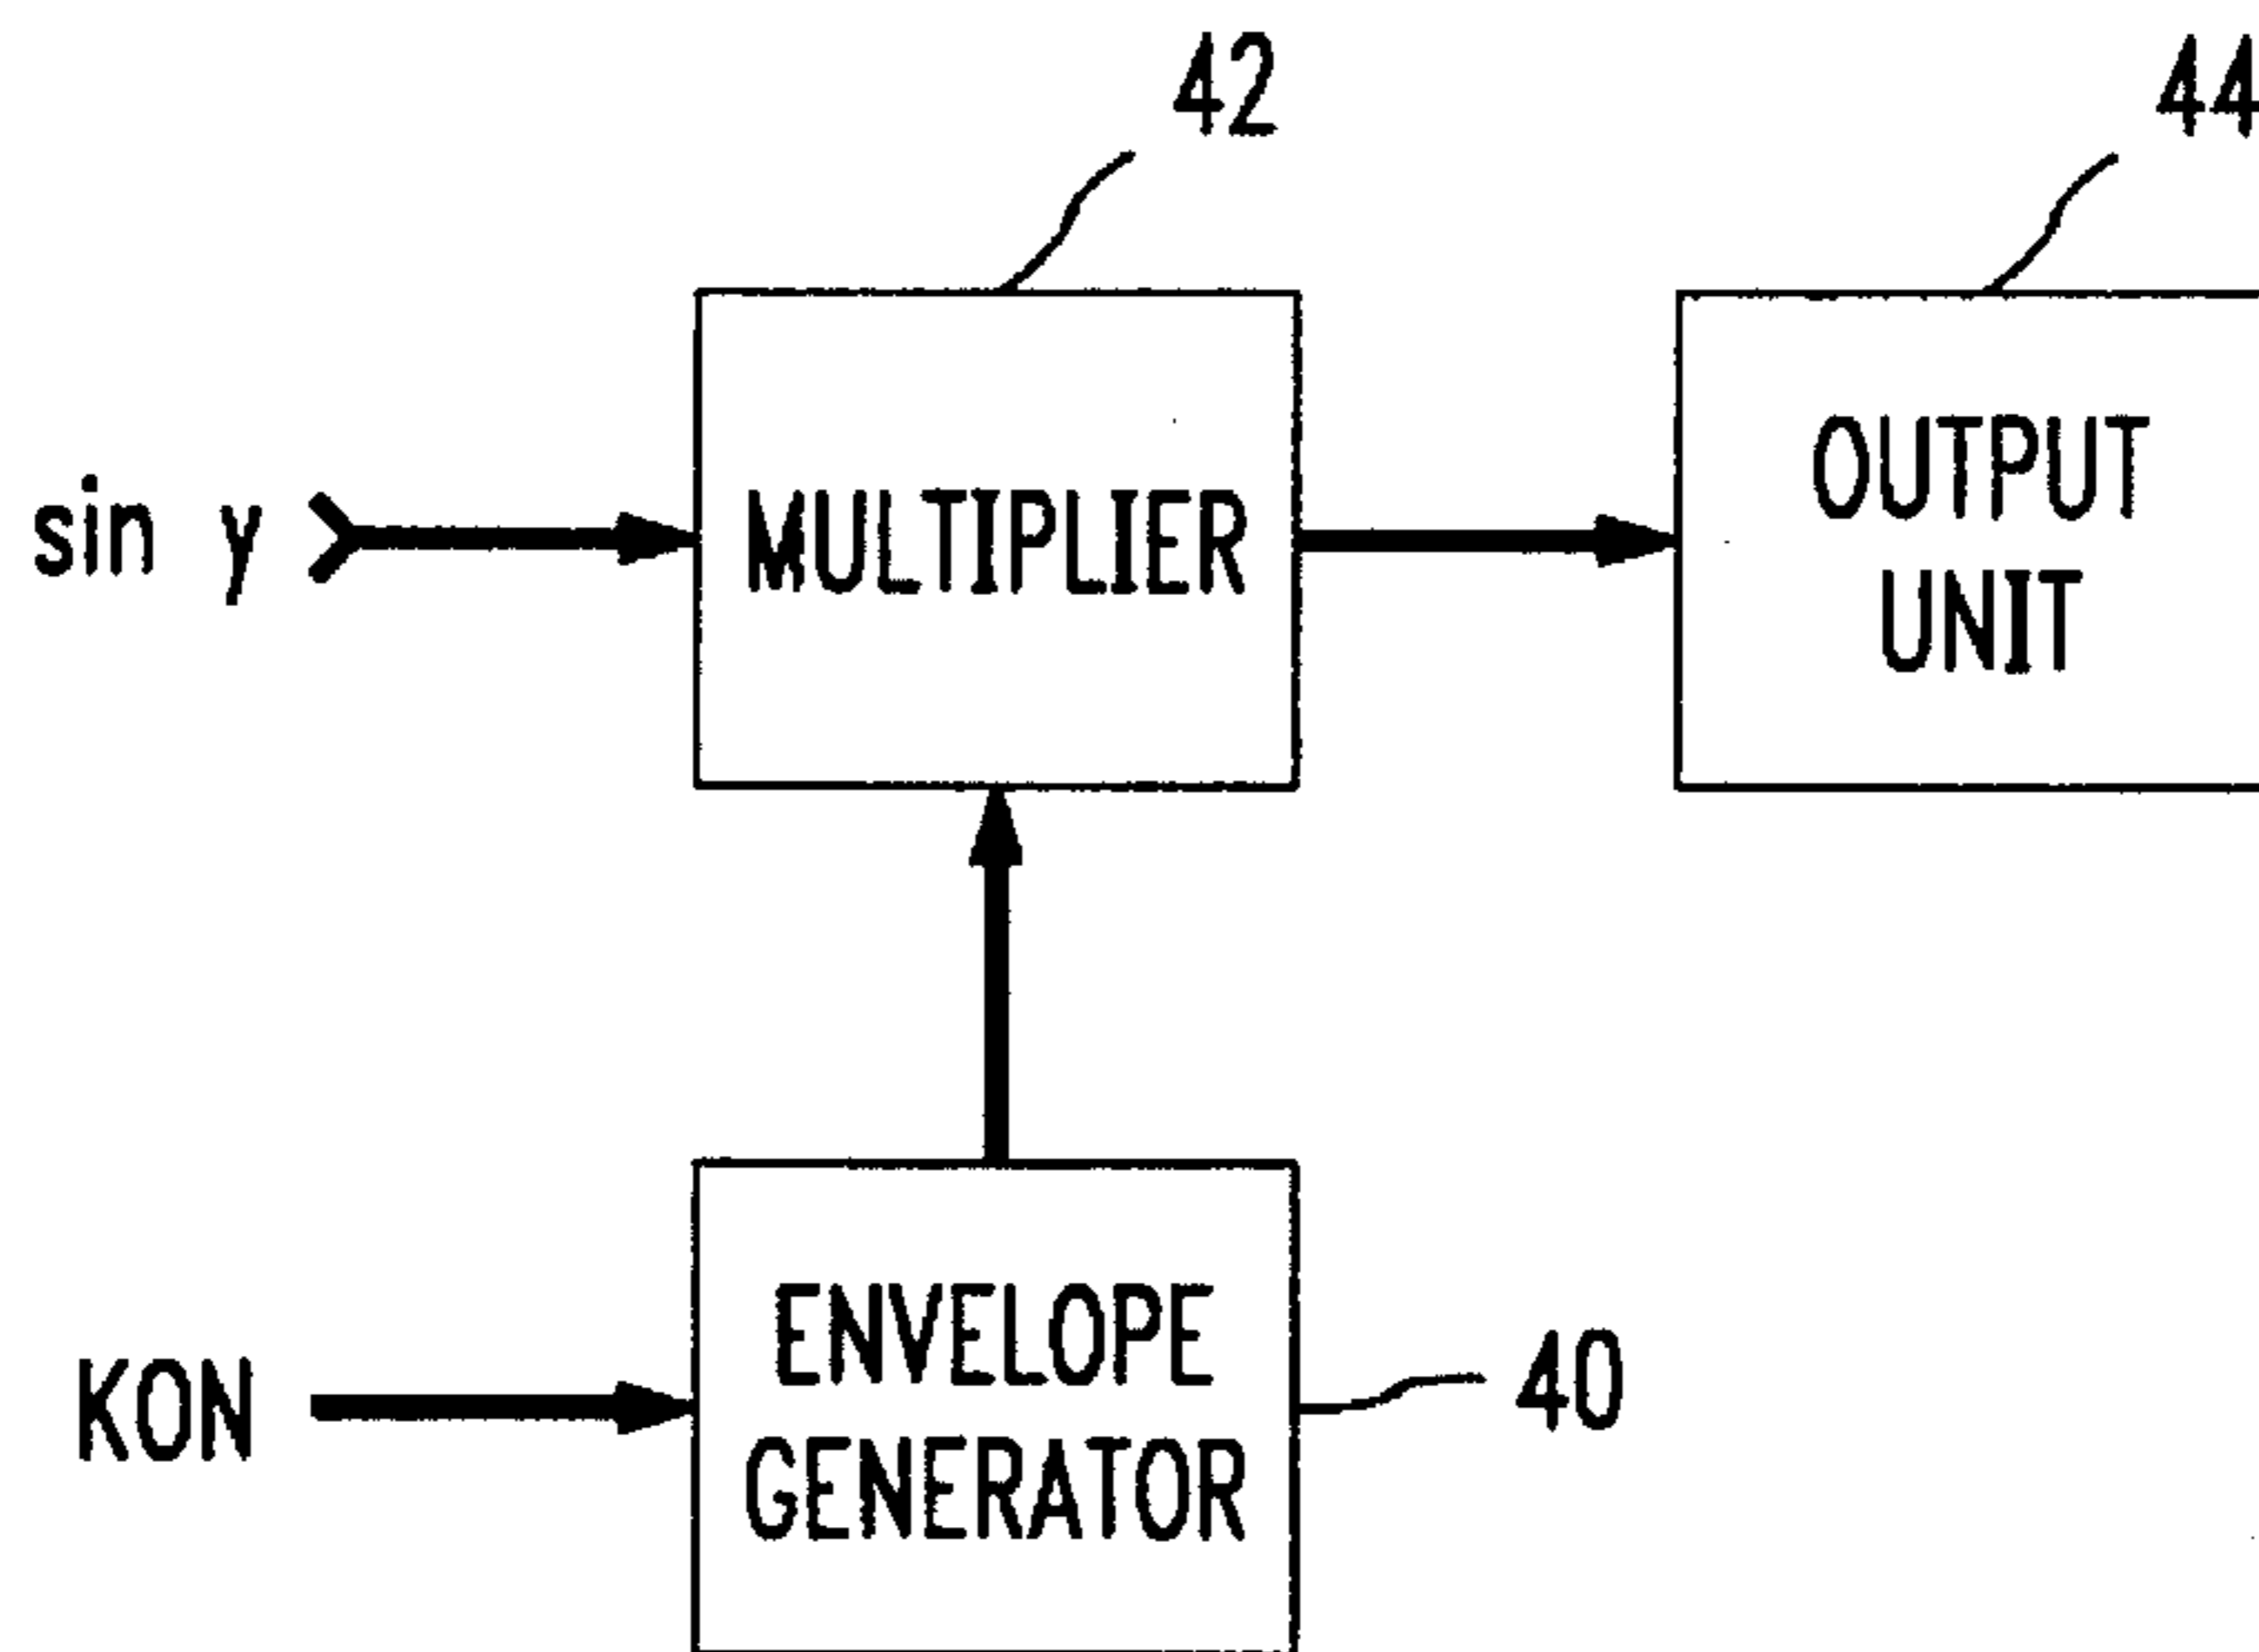 42
44
sin y
MULTIPLIER
OUTPUT
UNIT
KON
ENVELOPE
GENERATOR
40